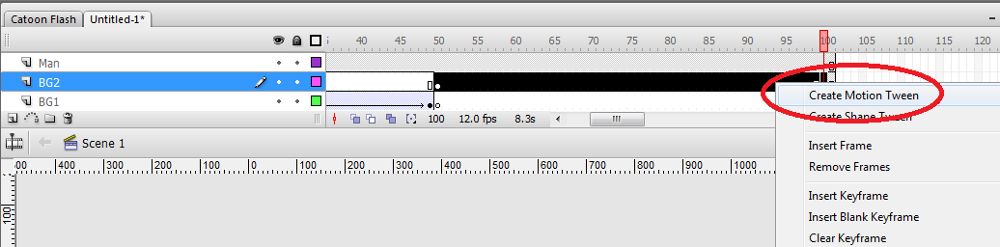 Catoon Flash Untitled-1*
5 40 45 50 55 60 65 70 75 80 85 90 95 100 105 110 115 120
Man
BG2
BG1
100 12.0 fps 8.3s
Create Motion Tween
Create Shape Tween
Insert Frame
Remove Frames
Insert Keyframe
Insert Blank Keyframe
Clear Keyframe
Scene 1
00 400 300 200 100 0 100 200 300 400 500 600 700 800 900 1000
100